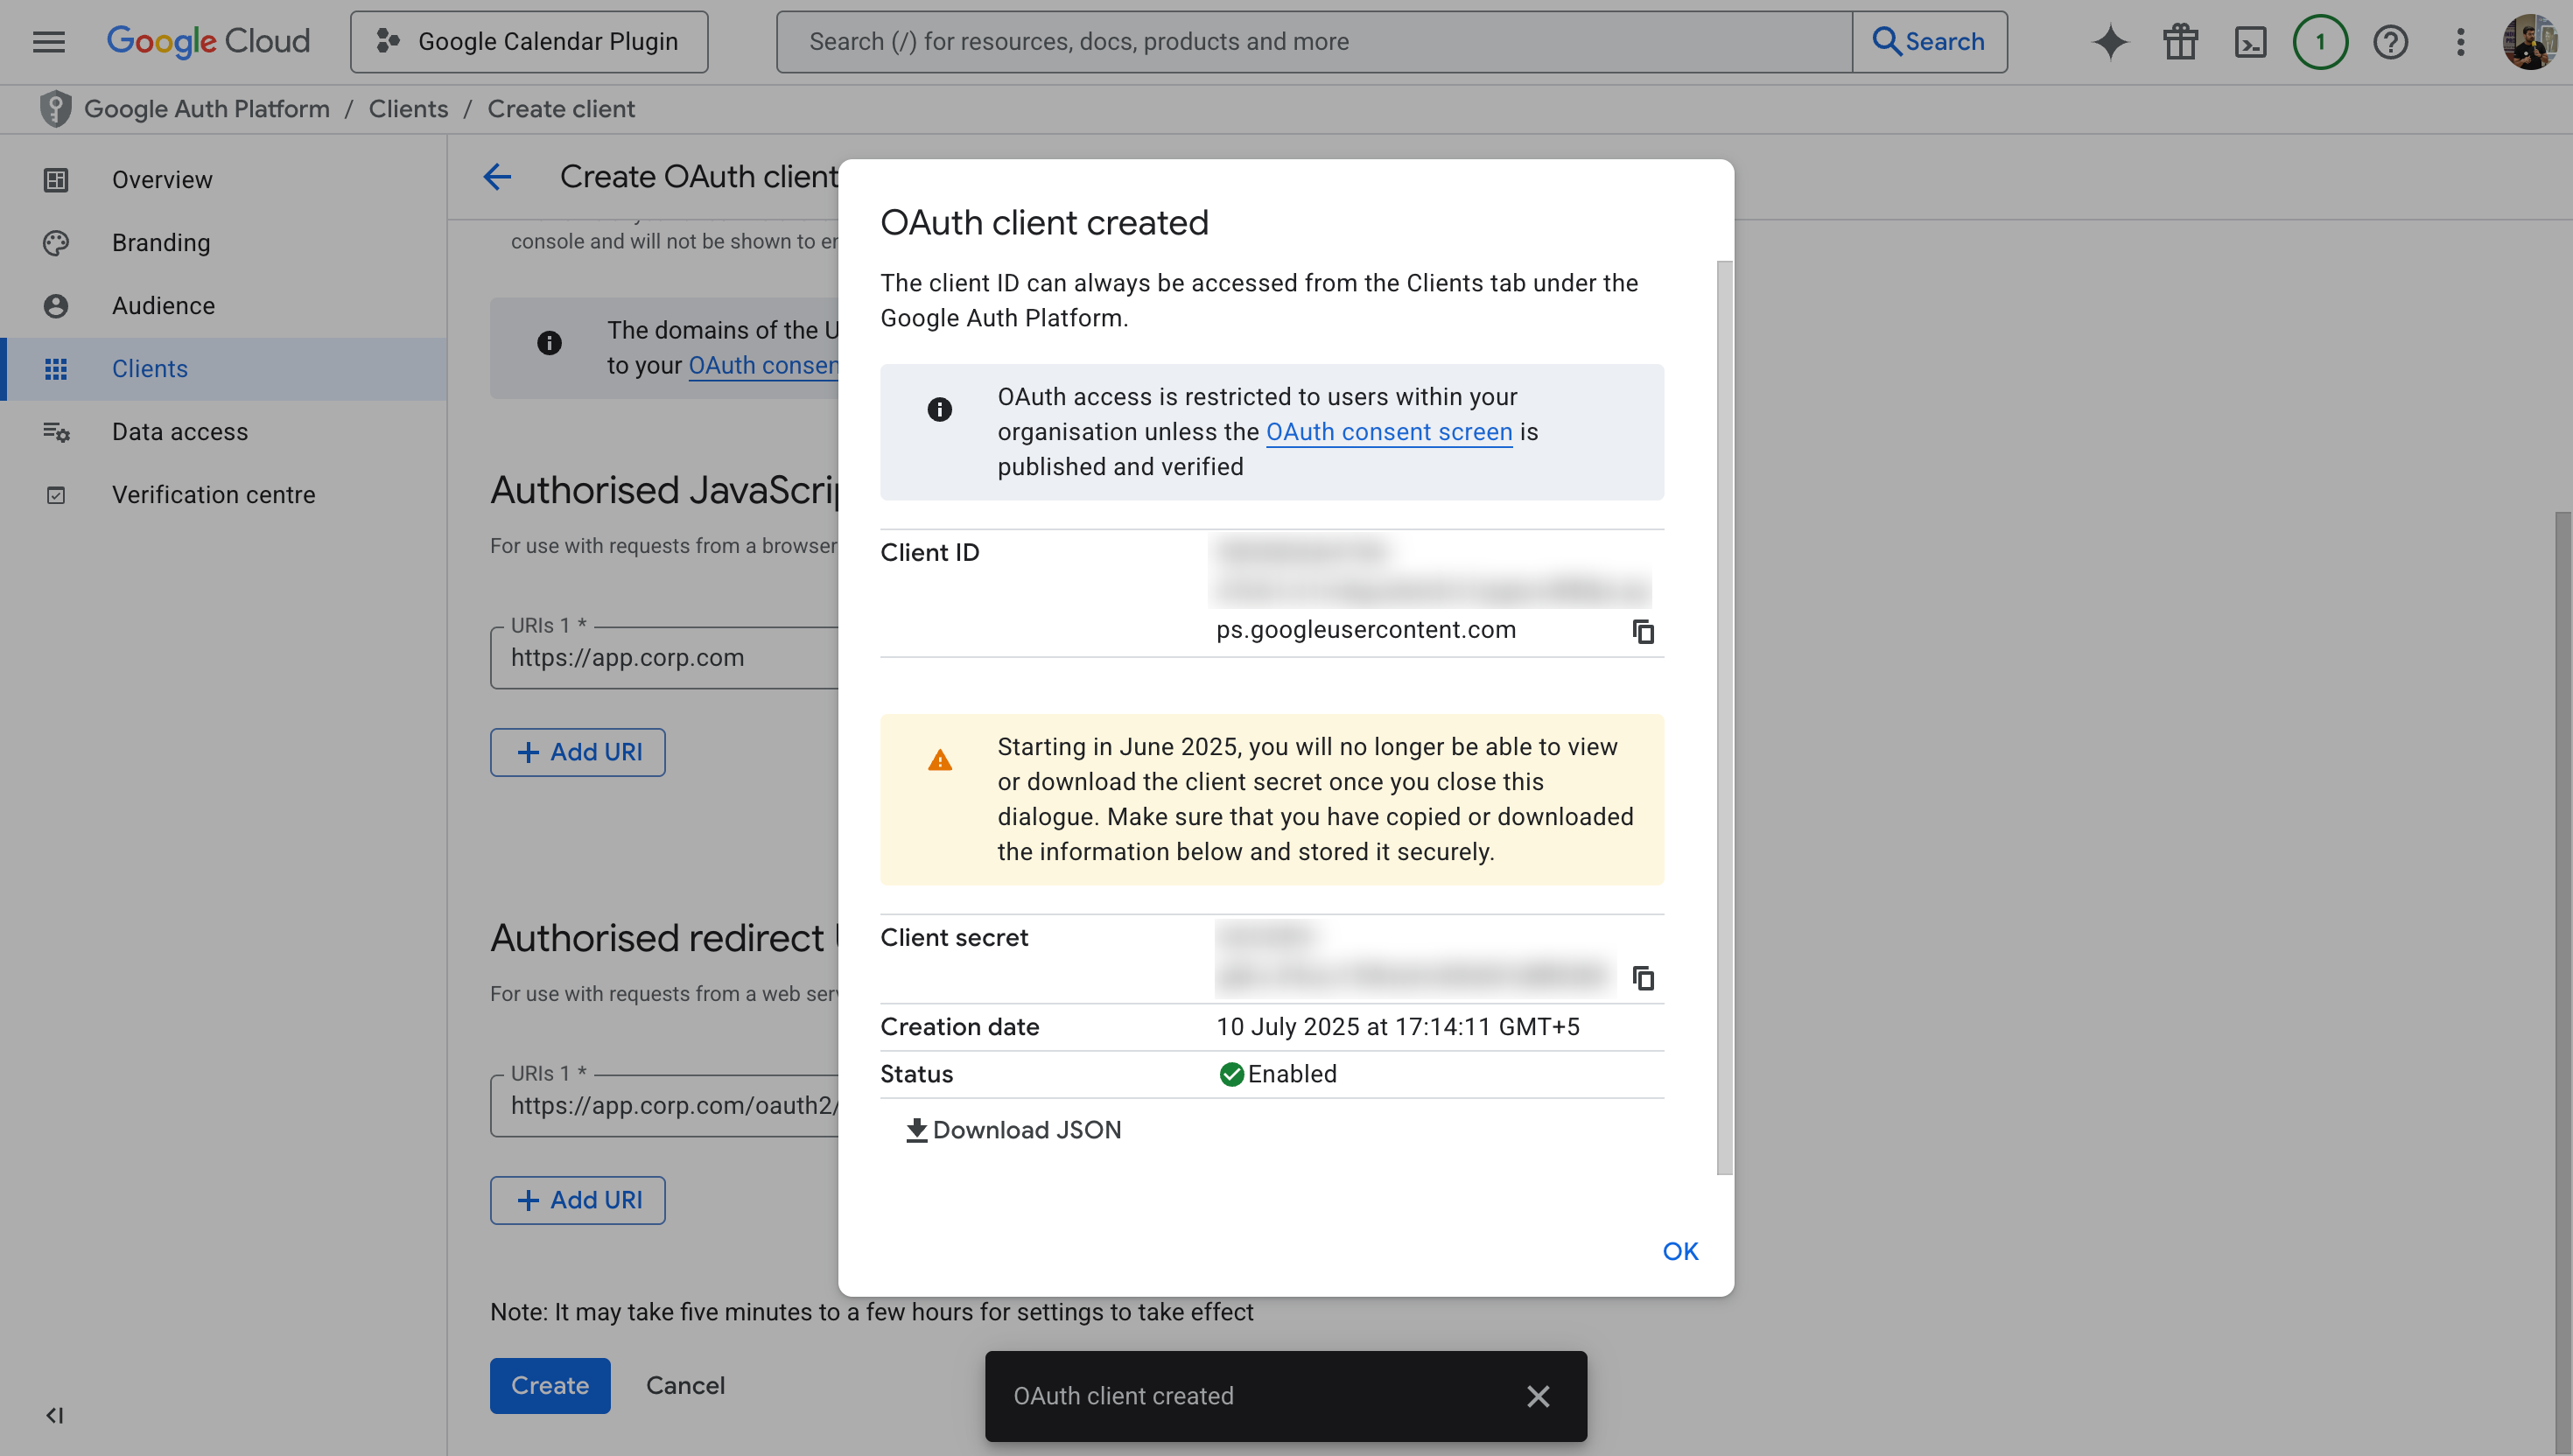 Google Cloud
Google Calendar Plugin
Search (/) for resources, docs, products and more
Search
1
Google Auth Platform / Clients / Create client
Overview
Branding
Audience
Clients
Data access
Verification centre
Create OAuth client
console and will not be shown to
The domains of the
to your OAuth
Authorised
For use with requests from a browser
URIs 1 *
https://app.corp.com
Add URI
Authorised redirect
For use with requests from a web
URIs 1 *
https://app.corp.com/oauth2/
Add URI
Note: It may take five minutes to a few hours for settings to take effect
Create
Cancel
OAuth client created
The client ID can always be accessed from the Clients tab under the
Google Auth Platform.
OAuth access is restricted to users within your
organisation unless the OAuth consent screen is
published and verified
Client ID
ps.googleusercontent.com
Starting in June 2025, you will no longer be able to view
or download the client secret once you close this
dialogue. Make sure that you have copied or downloaded
the information below and stored it securely.
Client secret
Creation date
10 July 2025 at 17:14:11 GMT+5
Status
Enabled
Download JSON
OK
OAuth client created